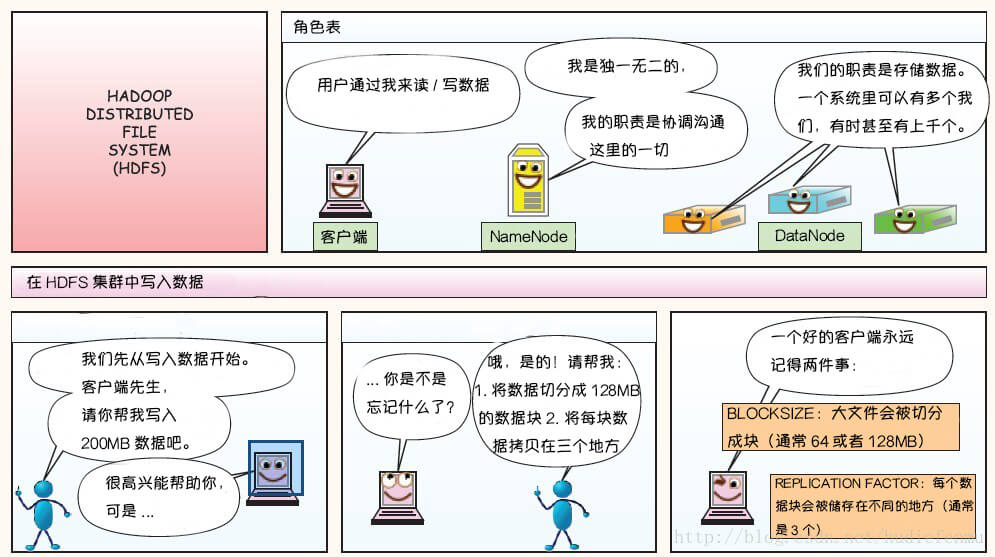 HADOOP
DISTRIBUTED
FILE
SYSTEM
(HDFS)
角色表
用户通过我来读 / 写数据
我是独一无二的，
我的职责是协调沟通
这里的一切
我们的职责是存储数据。
一个系统里可以有多个我
们，有时甚至有上千个。
客户端
NameNode
DataNode
在 HDFS 集群中写入数据
我们先从写入数据开始。
客户端先生，
请你帮我写入
200MB 数据吧。
很高兴能帮助你，
可是 ...
... 你是不是
忘记什么了？
哦，是的！请帮我：
1. 将数据切分成 128MB
的数据块 2. 将每块数
据拷贝在三个地方
一个好的客户端永远
记得两件事：
BLOCKSIZE：大文件会被切分
成块（通常 64 或者 128MB）
REPLICATION FACTOR：每个数
据块会被储存在不同的地方（通常
是 3 个）